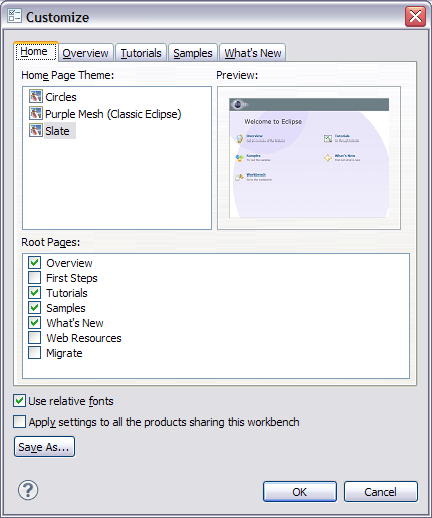 Customize
Home Overview Tutorials Samples What's New
Home Page Theme: Preview:
Circles
Purple Mesh (Classic Eclipse)
Slate
Welcome to Eclipse
Overview Tutorials
Samples What's New
Workbench
Root Pages:
Overview
First Steps
Tutorials
Samples
What's New
Web Resources
Migrate
Use relative fonts
Apply settings to all the products sharing this workbench
Save As...
? OK Cancel